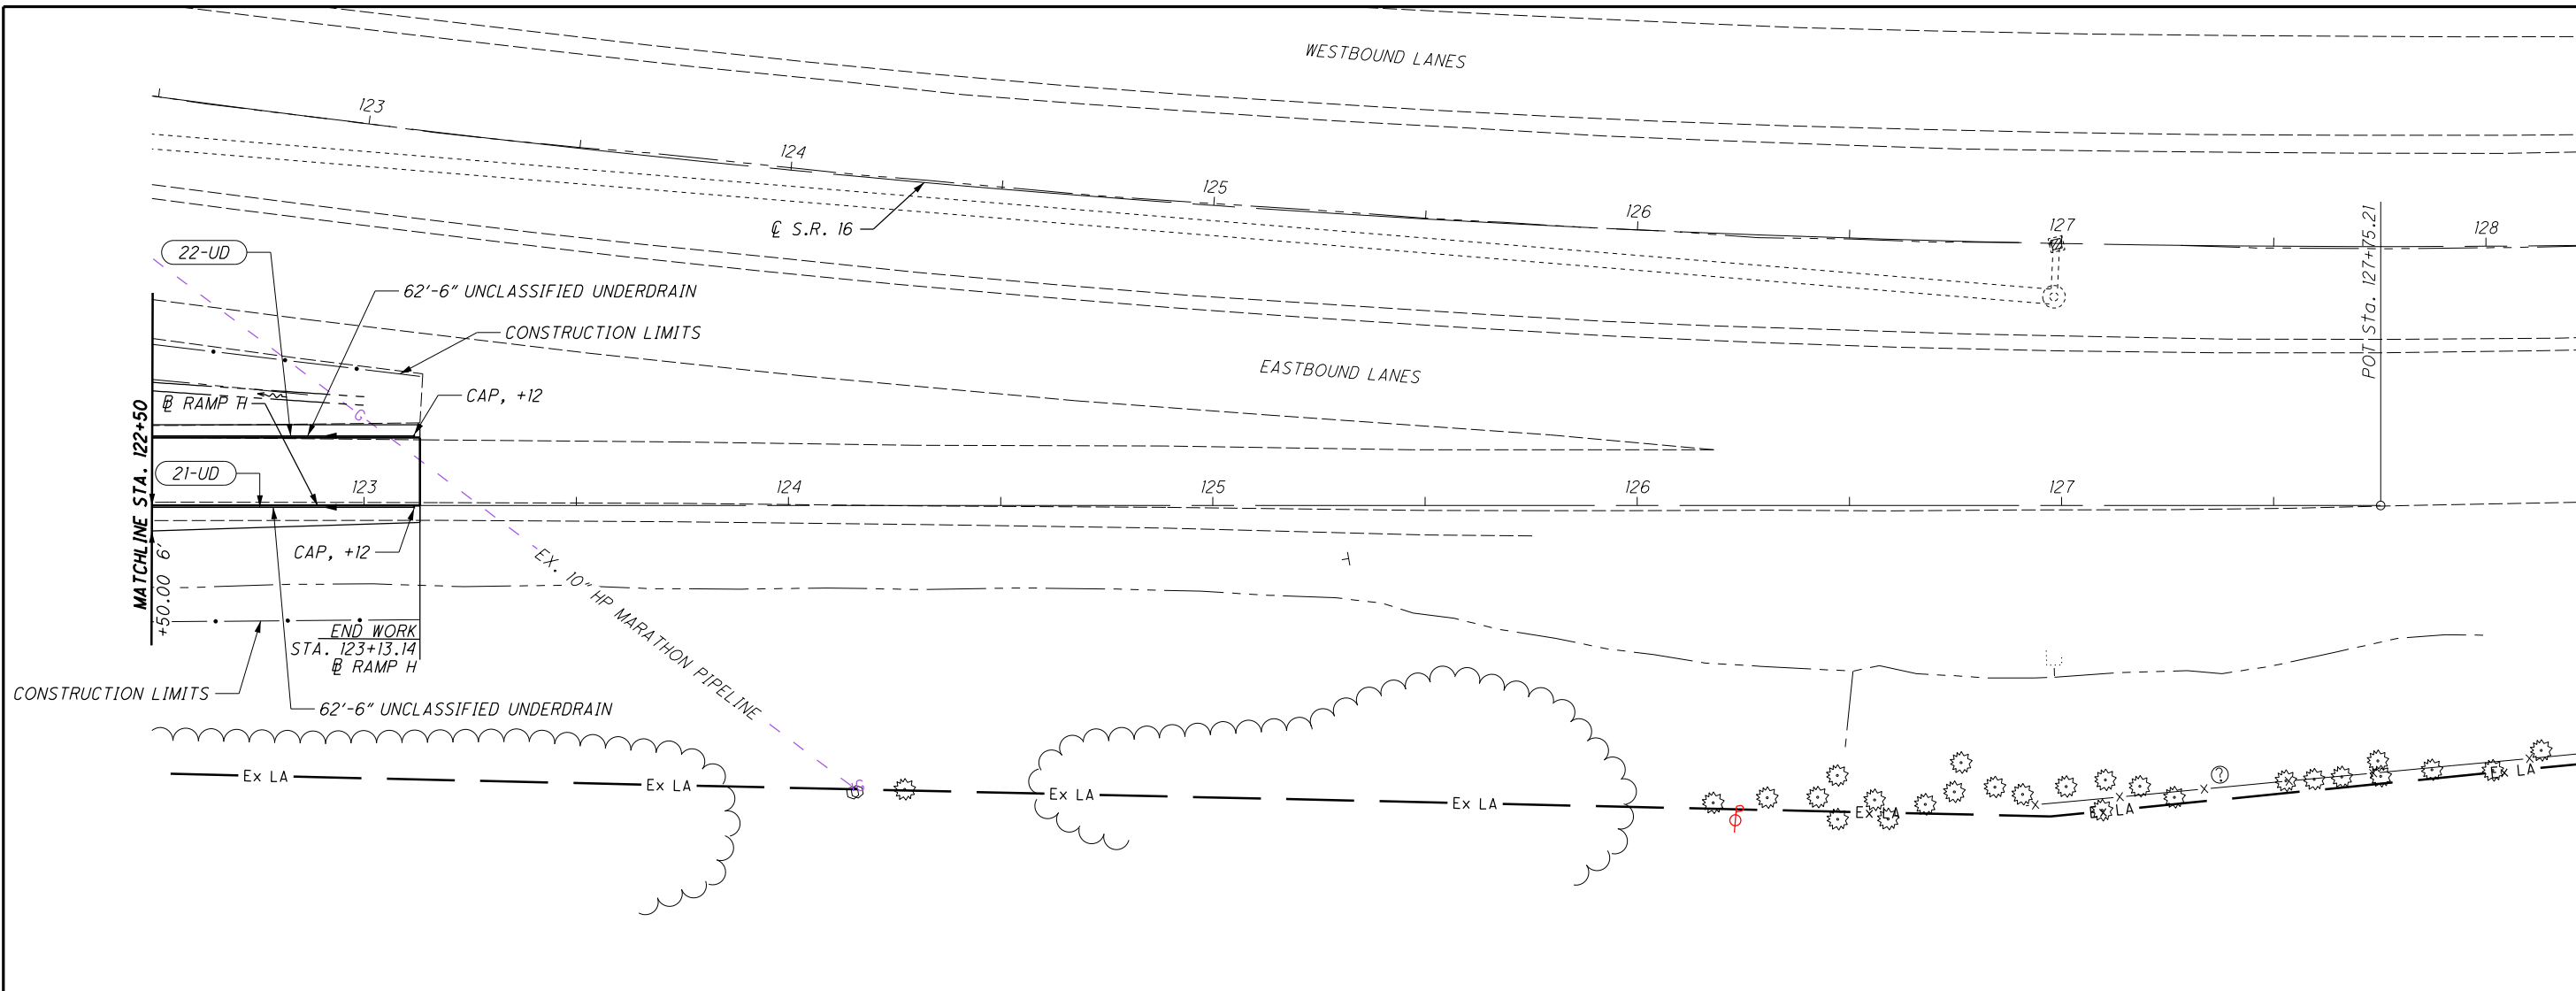 WESTBOUND LANES
123
124
125
126
127
128
℄ S.R. 16
POT Sta. 127+75.21
22-UD
62'-6" UNCLASSIFIED UNDERDRAIN
CONSTRUCTION LIMITS
EASTBOUND LANES
CAP, +12
℔ RAMP H
G
MATCHLINE STA. 122+50
21-UD
123
124
125
126
127
CAP, +12
+50.00 6'
EX. 10" HP MARATHON PIPELINE
END WORK
STA. 123+13.14
℔ RAMP H
CONSTRUCTION LIMITS
62'-6" UNCLASSIFIED UNDERDRAIN
Ex LA
Ex LA
G
Ex LA
Ex LA
Ex LA
Ex LA
?
Ex LA